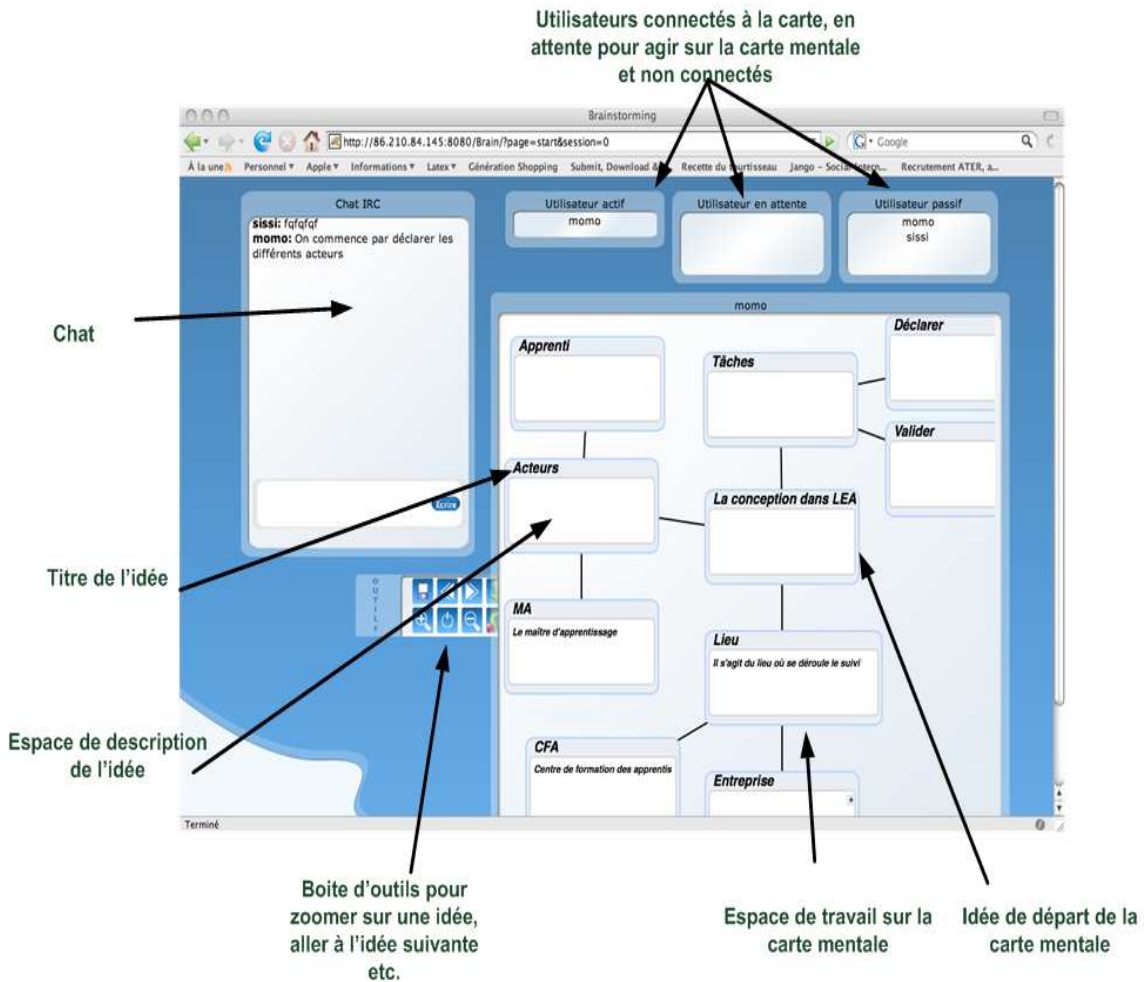 Utilisateurs connectés à la carte, en
attente pour agir sur la carte mentale
et non connectés
Brainstorming
http://86.210.84.145:8080/Brain/?page=start&session=0
Google
À la une
Personnel
Apple
Informations
Latex
Génération Shopping
Submit, Download &
Recette du
Jango – Social
Recrutement ATER, a...
Chat IRC
sissi: fqfqfqf
momo: On commence par déclarer les
différents acteurs
Ecrire
Utilisateur actif
momo
Utilisateur en attente
Utilisateur passif
momo
sissi
momo
Chat
Apprenti
Tâches
Déclarer
Valider
Acteurs
La conception dans LEA
Titre de l'idée
OUTILS
MA
Le maître d'apprentissage
Lieu
Il s'agit du lieu où se déroule le suivi
Espace de description
de l'idée
CFA
Centre de formation des apprentis
Entreprise
Terminé
Boite d'outils pour
zoomer sur une idée,
aller à l'idée suivante
etc.
Espace de travail sur la
carte mentale
Idée de départ de la
carte mentale